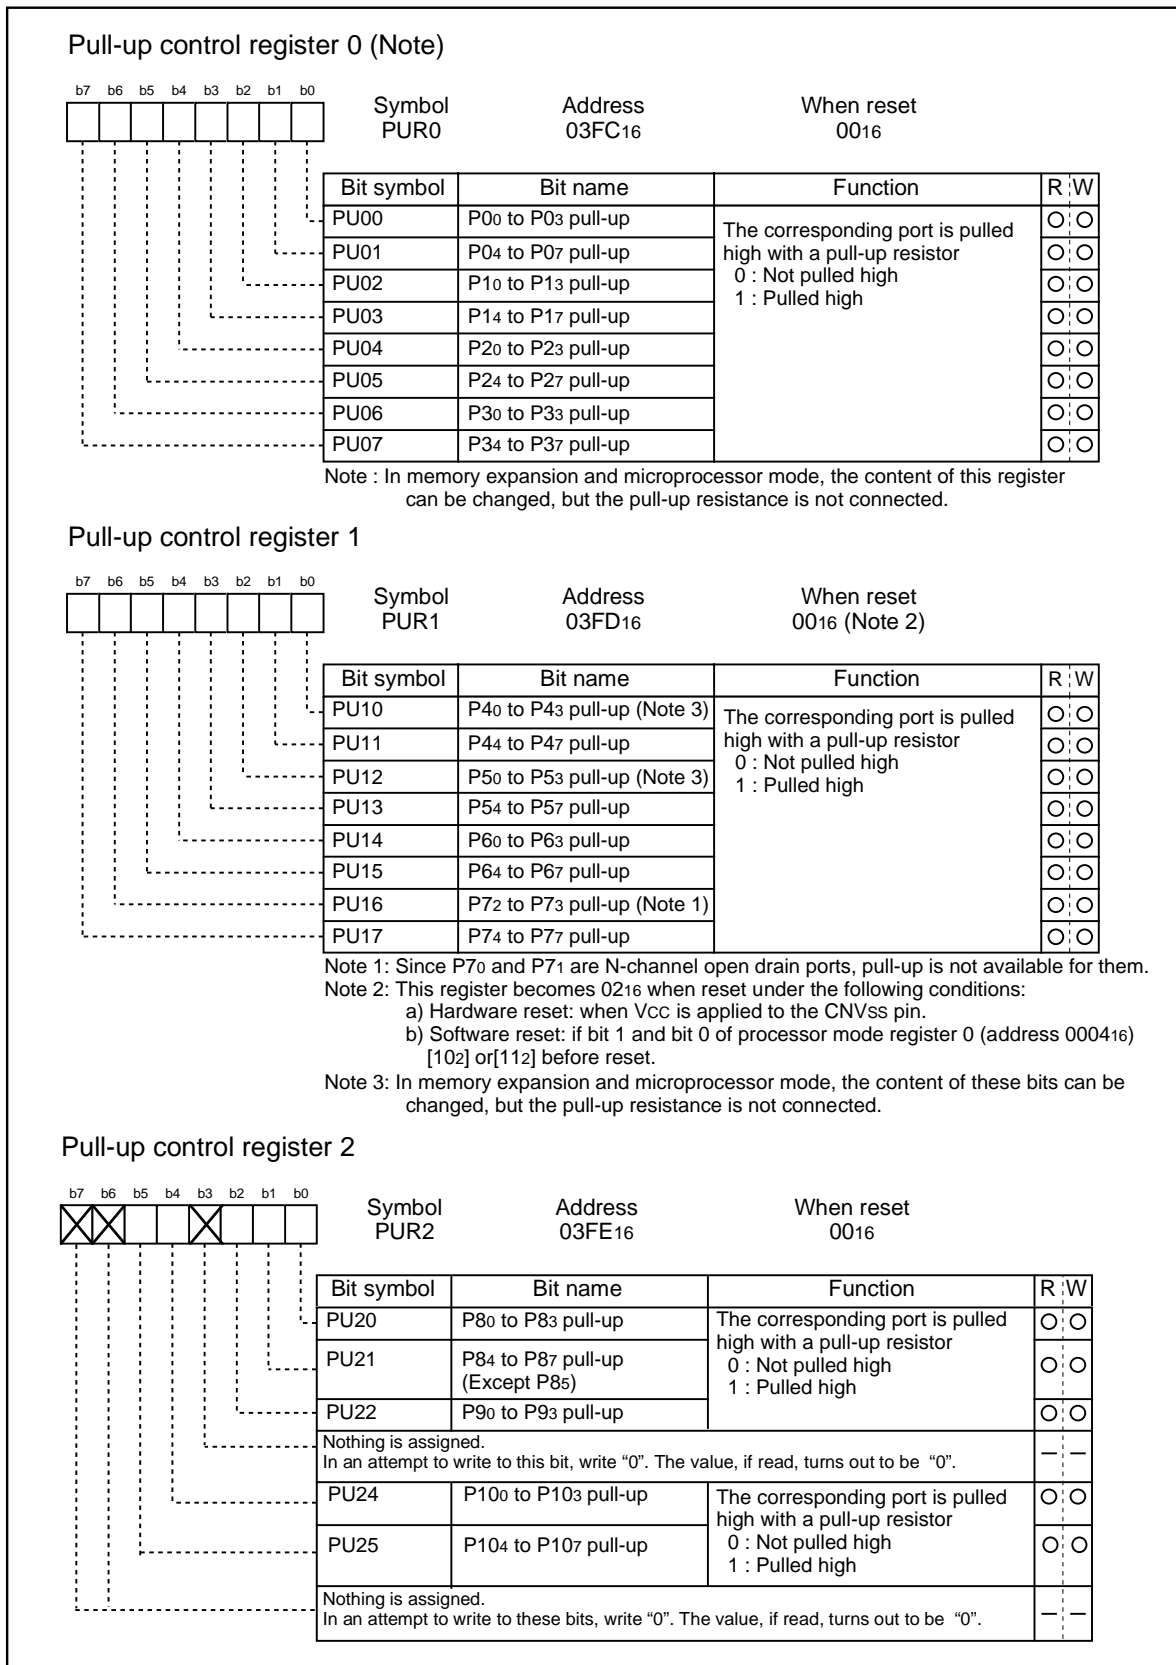 Pull-up control register 0 (Note)
b7 b6 b5 b4 b3 b2 b1 b0
Symbol Address When reset
PUR0 03FC16 0016
Bit symbol Bit name Function R W
PU00 P00 to P03 pull-up The corresponding port is pulled
PU01 P04 to P07 pull-up high with a pull-up resistor
PU02 P10 to P13 pull-up 0 : Not pulled high
PU03 P14 to P17 pull-up 1 : Pulled high
PU04 P20 to P23 pull-up
PU05 P24 to P27 pull-up
PU06 P30 to P33 pull-up
PU07 P34 to P37 pull-up
Note : In memory expansion and microprocessor mode, the content of this register
can be changed, but the pull-up resistance is not connected.
Pull-up control register 1
b7 b6 b5 b4 b3 b2 b1 b0
Symbol Address When reset
PUR1 03FD16 0016 (Note 2)
Bit symbol Bit name Function R W
PU10 P40 to P43 pull-up (Note 3) The corresponding port is pulled
PU11 P44 to P47 pull-up high with a pull-up resistor
PU12 P50 to P53 pull-up (Note 3) 0 : Not pulled high
PU13 P54 to P57 pull-up 1 : Pulled high
PU14 P60 to P63 pull-up
PU15 P64 to P67 pull-up
PU16 P72 to P73 pull-up (Note 1)
PU17 P74 to P77 pull-up
Note 1: Since P70 and P71 are N-channel open drain ports, pull-up is not available for them.
Note 2: This register becomes 0216 when reset under the following conditions:
a) Hardware reset: when VCC is applied to the CNVSS pin.
b) Software reset: if bit 1 and bit 0 of processor mode register 0 (address 000416)
[102] or[112] before reset.
Note 3: In memory expansion and microprocessor mode, the content of these bits can be
changed, but the pull-up resistance is not connected.
Pull-up control register 2
b7 b6 b5 b4 b3 b2 b1 b0
Symbol Address When reset
PUR2 03FE16 0016
Bit symbol Bit name Function R W
PU20 P80 to P83 pull-up The corresponding port is pulled
high with a pull-up resistor
PU21 P84 to P87 pull-up 0 : Not pulled high
(Except P85) 1 : Pulled high
PU22 P90 to P93 pull-up
Nothing is assigned.
In an attempt to write to this bit, write “0”. The value, if read, turns out to be “0”. – –
PU24 P100 to P103 pull-up The corresponding port is pulled
high with a pull-up resistor
PU25 P104 to P107 pull-up 0 : Not pulled high
1 : Pulled high
Nothing is assigned.
In an attempt to write to these bits, write “0”. The value, if read, turns out to be “0”. – –